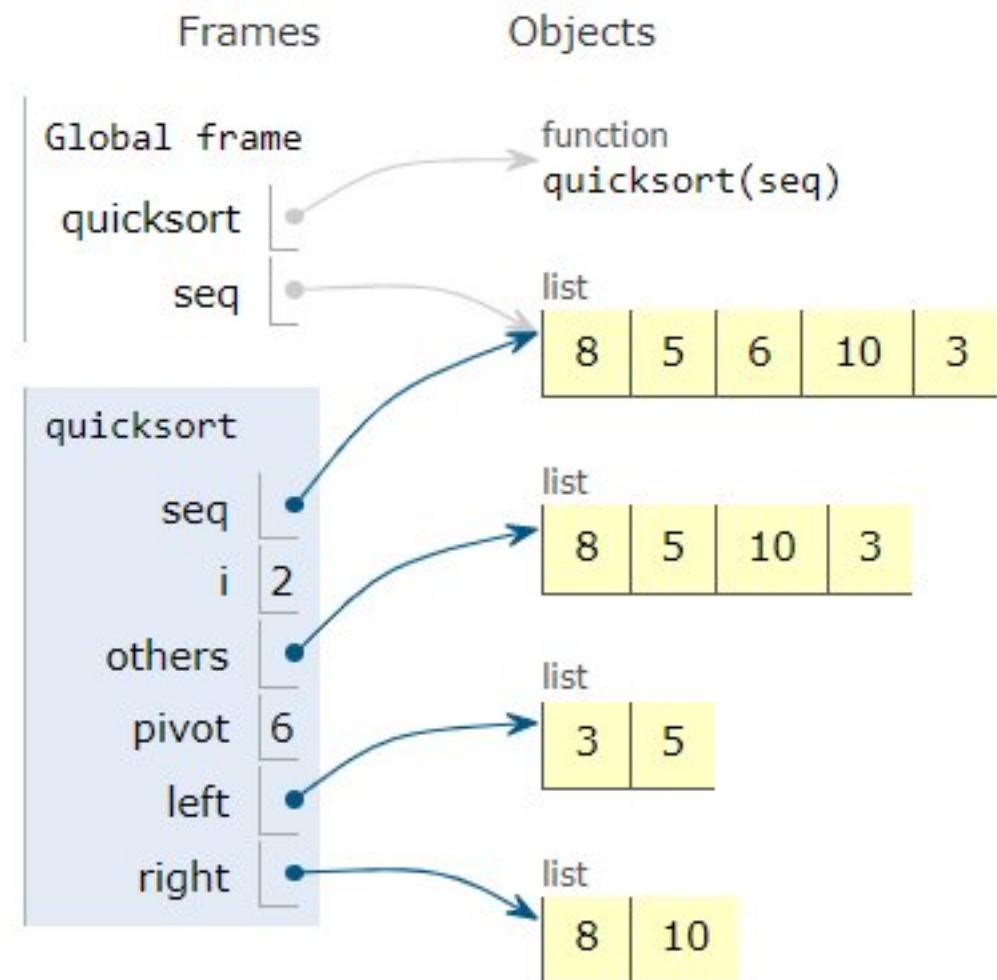 Frames
Objects
Global frame
quicksort
seq
function
quicksort(seq)
list
8 5 6 10 3
quicksort
seq
i 2
others
pivot 6
left
right
list
8 5 10 3
list
3 5
list
8 10